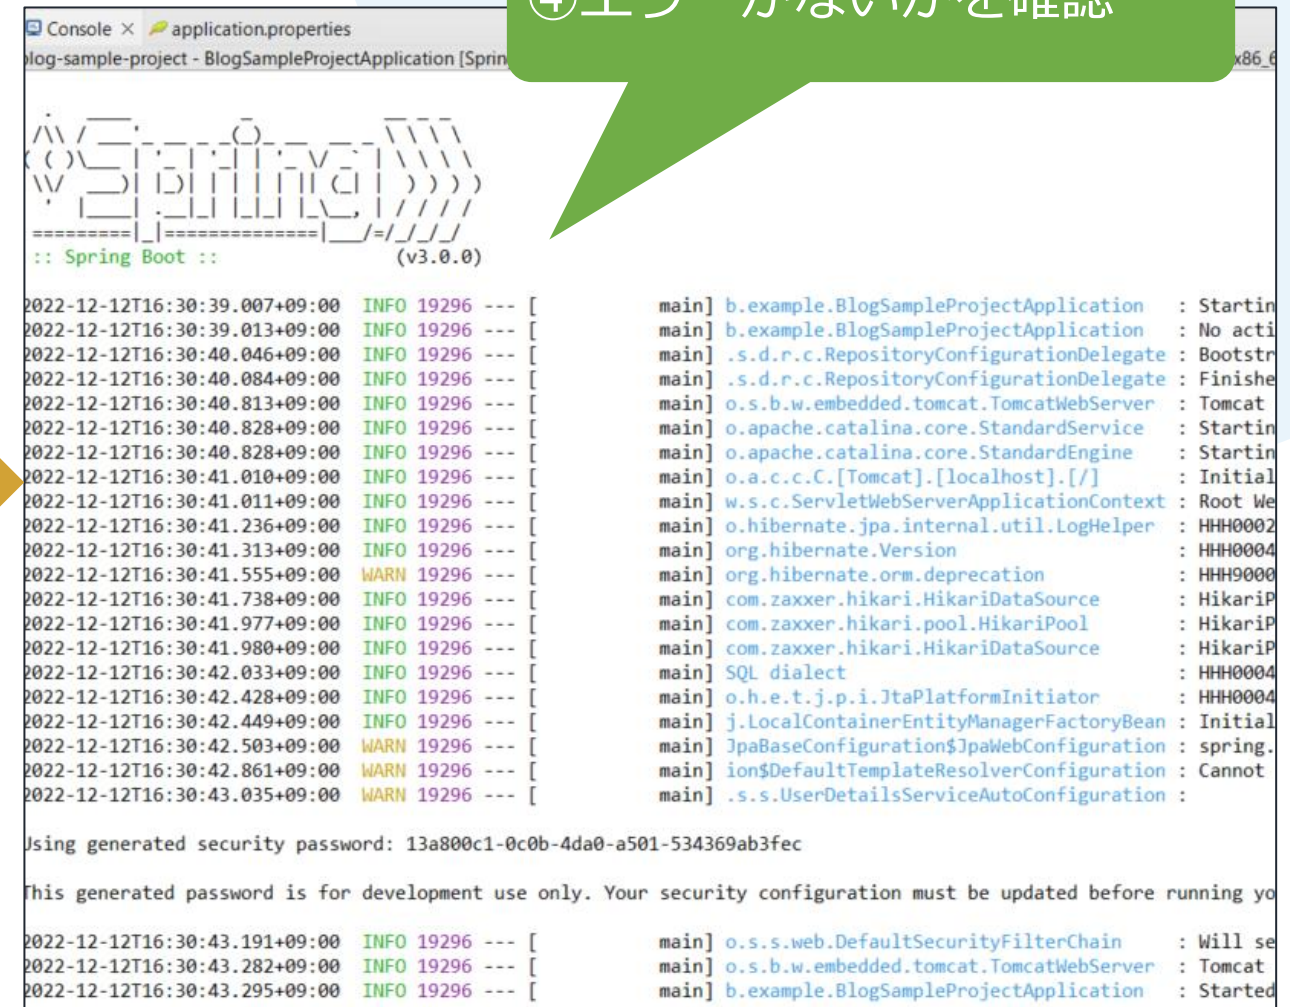 ④エラーがないかを確認
Console × application.properties
blog-sample-project - BlogSampleProjectApplication [Sprin
x86_6
:: Spring Boot :: (v3.0.0)
2022-12-12T16:30:39.007+09:00 INFO 19296 --- [ main] b.example.BlogSampleProjectApplication : Startin
2022-12-12T16:30:39.013+09:00 INFO 19296 --- [ main] b.example.BlogSampleProjectApplication : No acti
2022-12-12T16:30:40.046+09:00 INFO 19296 --- [ main] .s.d.r.c.RepositoryConfigurationDelegate : Bootstr
2022-12-12T16:30:40.084+09:00 INFO 19296 --- [ main] .s.d.r.c.RepositoryConfigurationDelegate : Finishe
2022-12-12T16:30:40.813+09:00 INFO 19296 --- [ main] o.s.b.w.embedded.tomcat.TomcatWebServer : Tomcat
2022-12-12T16:30:40.828+09:00 INFO 19296 --- [ main] o.apache.catalina.core.StandardService : Startin
2022-12-12T16:30:40.828+09:00 INFO 19296 --- [ main] o.apache.catalina.core.StandardEngine : Startin
2022-12-12T16:30:41.010+09:00 INFO 19296 --- [ main] o.a.c.c.C.[Tomcat].[localhost].[/] : Initial
2022-12-12T16:30:41.011+09:00 INFO 19296 --- [ main] w.s.c.ServletWebServerApplicationContext : Root We
2022-12-12T16:30:41.236+09:00 INFO 19296 --- [ main] o.hibernate.jpa.internal.util.LogHelper : HHH0002
2022-12-12T16:30:41.313+09:00 INFO 19296 --- [ main] org.hibernate.Version : HHH0004
2022-12-12T16:30:41.555+09:00 WARN 19296 --- [ main] org.hibernate.orm.deprecation : HHH9000
2022-12-12T16:30:41.738+09:00 INFO 19296 --- [ main] com.zaxxer.hikari.HikariDataSource : HikariP
2022-12-12T16:30:41.977+09:00 INFO 19296 --- [ main] com.zaxxer.hikari.pool.HikariPool : HikariP
2022-12-12T16:30:41.980+09:00 INFO 19296 --- [ main] com.zaxxer.hikari.HikariDataSource : HikariP
2022-12-12T16:30:42.033+09:00 INFO 19296 --- [ main] SQL dialect : HHH0004
2022-12-12T16:30:42.428+09:00 INFO 19296 --- [ main] o.h.e.t.j.p.i.JtaPlatformInitiator : HHH0004
2022-12-12T16:30:42.449+09:00 INFO 19296 --- [ main] j.LocalContainerEntityManagerFactoryBean : Initial
2022-12-12T16:30:42.503+09:00 WARN 19296 --- [ main] JpaBaseConfiguration$JpaWebConfiguration : spring.
2022-12-12T16:30:42.861+09:00 WARN 19296 --- [ main] ion$DefaultTemplateResolverConfiguration : Cannot
2022-12-12T16:30:43.035+09:00 WARN 19296 --- [ main] .s.s.UserDetailsServiceAutoConfiguration :
Using generated security password: 13a800c1-0c0b-4da0-a501-534369ab3fec
This generated password is for development use only. Your security configuration must be updated before running yo
2022-12-12T16:30:43.191+09:00 INFO 19296 --- [ main] o.s.s.web.DefaultSecurityFilterChain : Will se
2022-12-12T16:30:43.282+09:00 INFO 19296 --- [ main] o.s.b.w.embedded.tomcat.TomcatWebServer : Tomcat
2022-12-12T16:30:43.295+09:00 INFO 19296 --- [ main] b.example.BlogSampleProjectApplication : Started